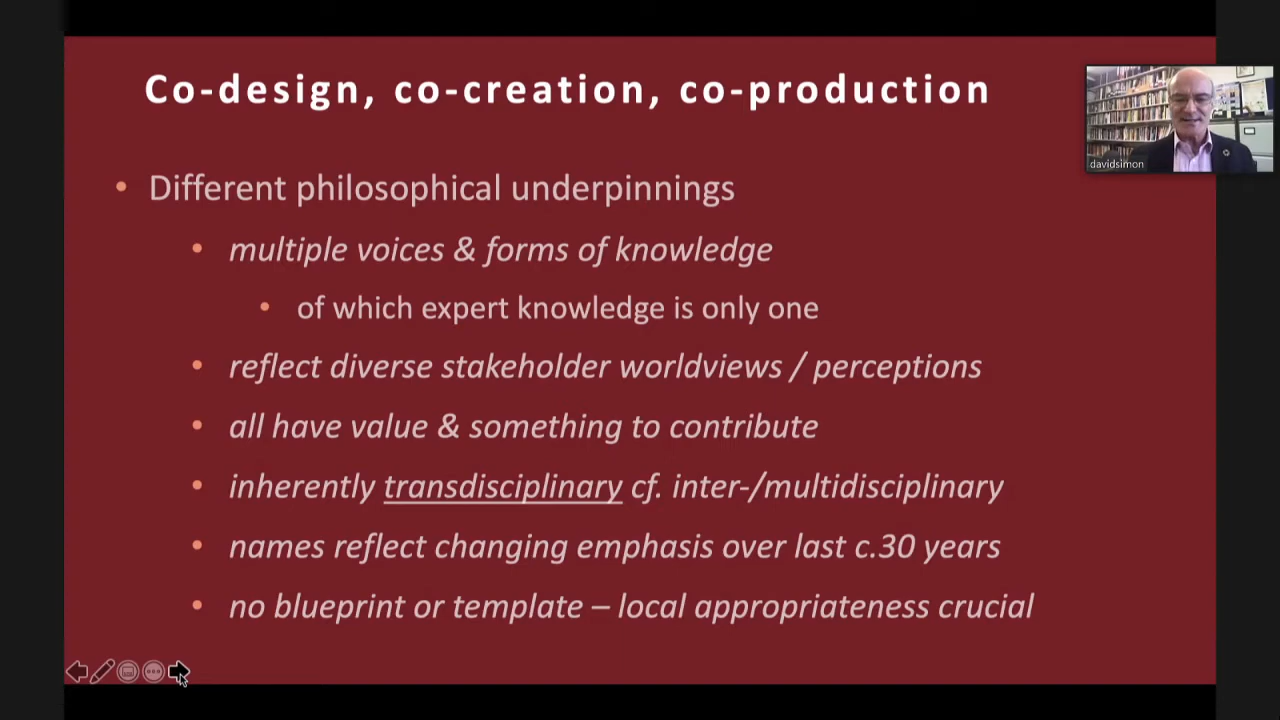 Co-design, co-creation, co-production
davidsimon
• Different philosophical underpinnings
• multiple voices & forms of knowledge
• of which expert knowledge is only one
• reflect diverse stakeholder worldviews / perceptions
• all have value & something to contribute
• inherently transdisciplinary cf. inter-/multidisciplinary
• names reflect changing emphasis over last c.30 years
• no blueprint or template – local appropriateness crucial